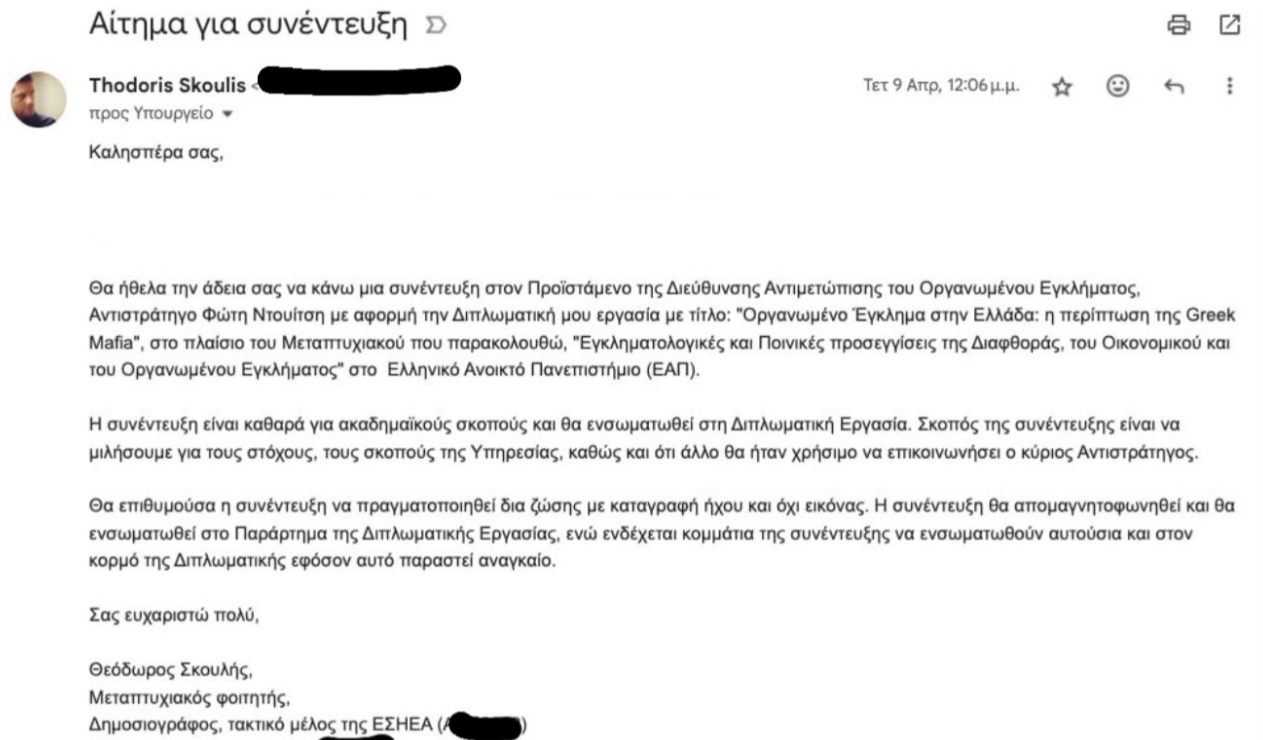 Αίτημα για συνέντευξη
Thodoris Skoulis <
Τετ 9 Απρ, 12:06 μ.μ.
προς Υπουργείο
Καλησπέρα σας,
Θα ήθελα την άδεια σας να κάνω μια συνέντευξη στον Προϊστάμενο της Διεύθυνσης Αντιμετώπισης του Οργανωμένου Εγκλήματος,
Αντιστράτηγο Φώτη Ντουίτση με αφορμή την Διπλωματική μου εργασία με τίτλο: "Οργανωμένο Έγκλημα στην Ελλάδα: η περίπτωση της Greek
Mafia", στο πλαίσιο του Μεταπτυχιακού που παρακολουθώ, "Εγκληματολογικές και Ποινικές προσεγγίσεις της Διαφθοράς, του Οικονομικού και
του Οργανωμένου Εγκλήματος" στο Ελληνικό Ανοικτό Πανεπιστήμιο (ΕΑΠ).
Η συνέντευξη είναι καθαρά για ακαδημαϊκούς σκοπούς και θα ενσωματωθεί στη Διπλωματική Εργασία. Σκοπός της συνέντευξης είναι να
μιλήσουμε για τους στόχους, τους σκοπούς της Υπηρεσίας, καθώς και ότι άλλο θα ήταν χρήσιμο να επικοινωνήσει ο κύριος Αντιστράτηγος.
Θα επιθυμούσα η συνέντευξη να πραγματοποιηθεί δια ζώσης με καταγραφή ήχου και όχι εικόνας. Η συνέντευξη θα απομαγνητοφωνηθεί και θα
ενσωματωθεί στο Παράρτημα της Διπλωματικής Εργασίας, ενώ ενδέχεται κομμάτια της συνέντευξης να ενσωματωθούν αυτούσια και στον
κορμό της Διπλωματικής εφόσον αυτό παραστεί αναγκαίο.
Σας ευχαριστώ πολύ,
Θεόδωρος Σκουλής,
Μεταπτυχιακός φοιτητής,
Δημοσιογράφος, τακτικό μέλος της ΕΣΗΕΑ (            )